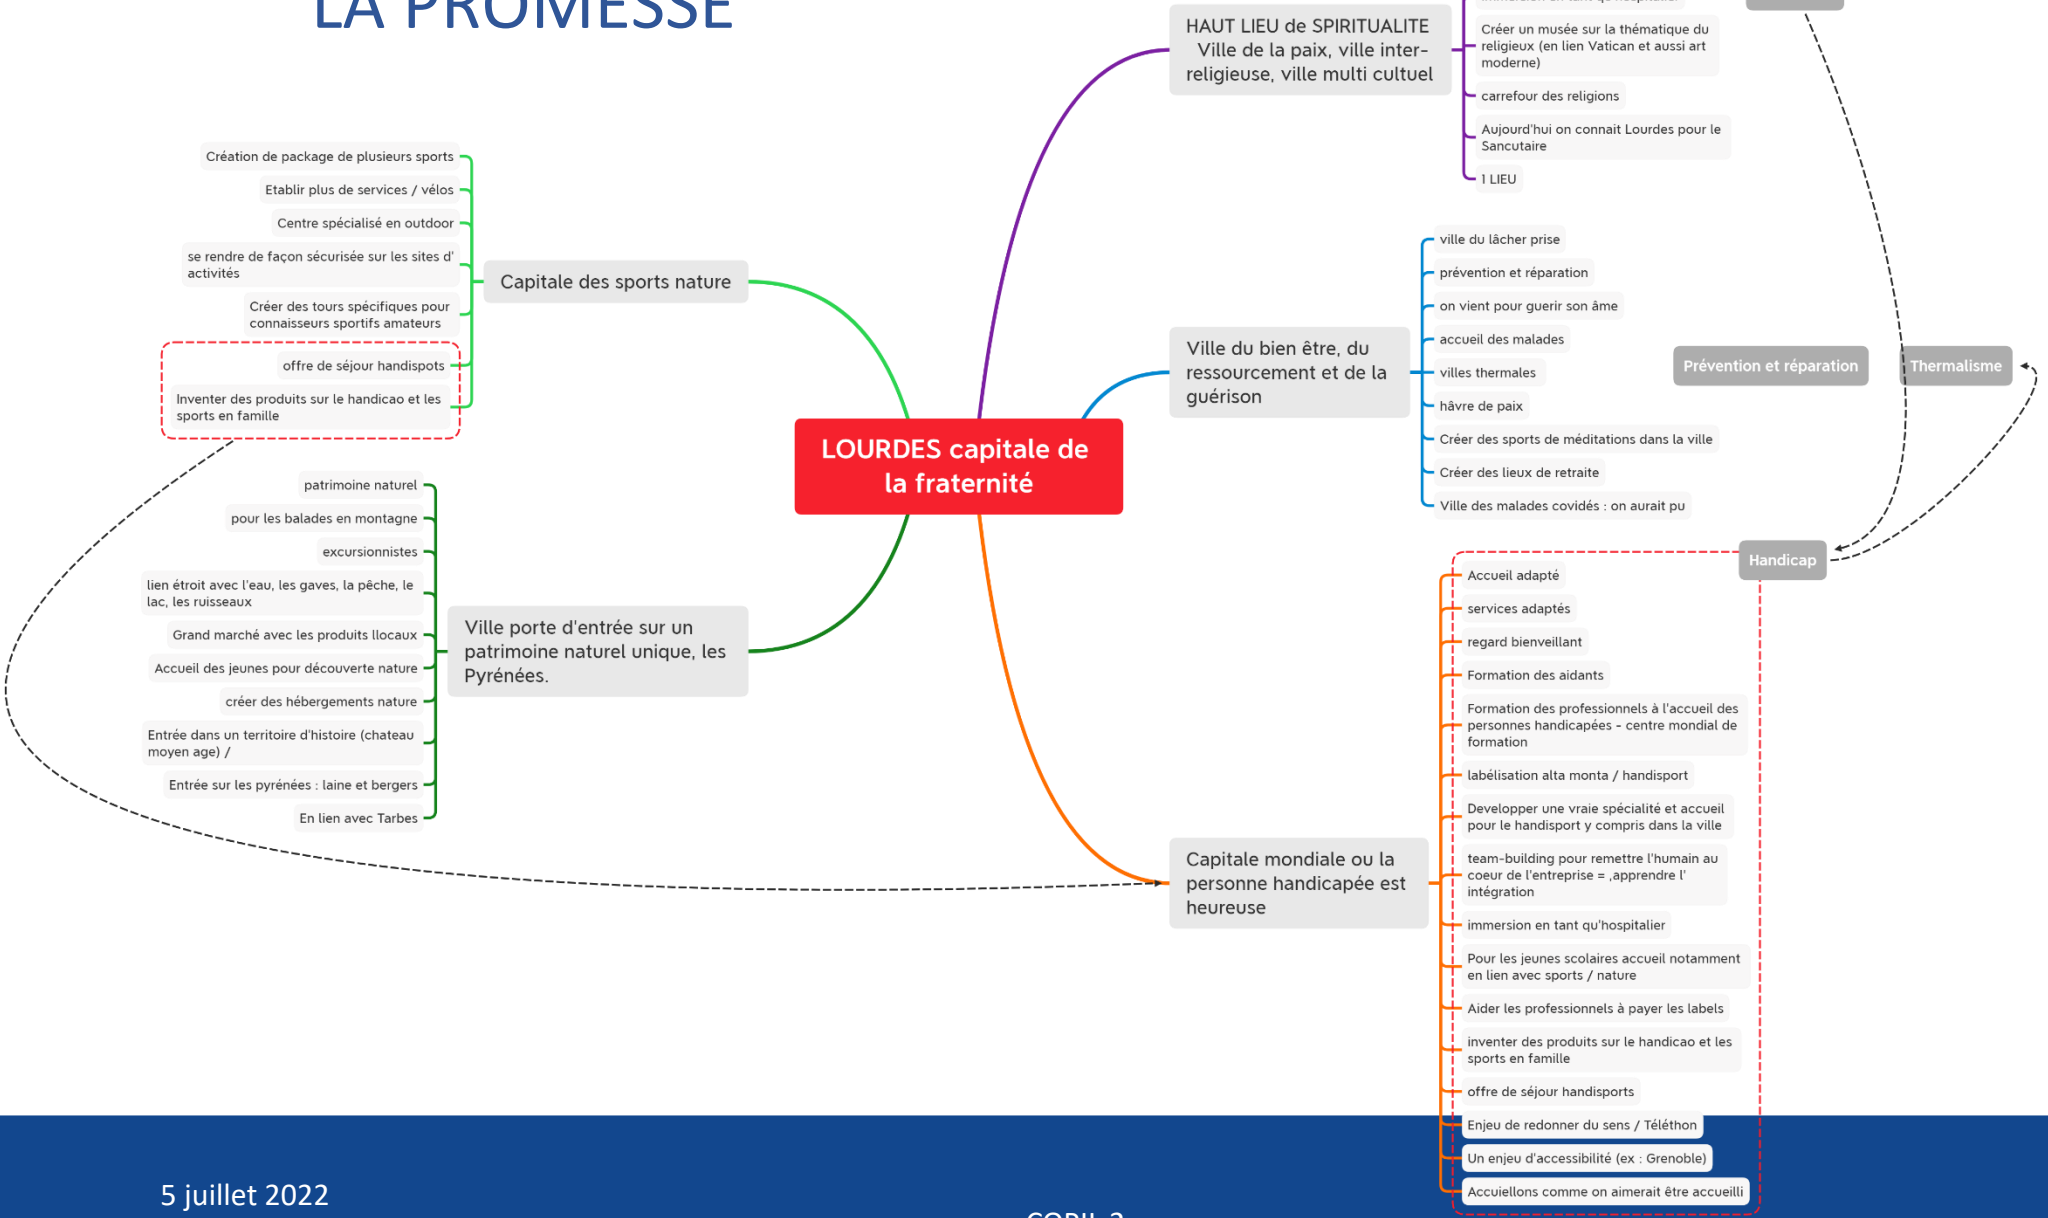 LA PROMESSE
HAUT LIEU de SPIRITUALITE
Ville de la paix, ville inter-
religieuse, ville multi cultuel
immersion en tant qu'hospitalier
Créer un musée sur la thématique du
religieux (en lien Vatican et aussi art
moderne)
carrefour des religions
Aujourd'hui on connait Lourdes pour le
Sancutaire
1 LIEU
Création de package de plusieurs sports
Etablir plus de services / vélos
Centre spécialisé en outdoor
se rendre de façon sécurisée sur les sites d'
activités
Créer des tours spécifiques pour
connaisseurs sportifs amateurs
offre de séjour handispots
Inventer des produits sur le handicao et les
sports en famille
Capitale des sports nature
ville du lâcher prise
prévention et réparation
on vient pour guerir son âme
accueil des malades
villes thermales
hâvre de paix
Créer des sports de méditations dans la ville
Créer des lieux de retraite
Ville des malades covidés : on aurait pu
Ville du bien être, du
ressourcement et de la
guérison
Prévention et réparation
Thermalisme
LOURDES capitale de
la fraternité
patrimoine naturel
pour les balades en montagne
excursionnistes
lien étroit avec l'eau, les gaves, la pêche, le
lac, les ruisseaux
Grand marché avec les produits llocaux
Accueil des jeunes pour découverte nature
créer des hébergements nature
Entrée dans un territoire d'histoire (chateau
moyen age) /
Entrée sur les pyrénées : laine et bergers
En lien avec Tarbes
Ville porte d'entrée sur un
patrimoine naturel unique, les
Pyrénées.
Handicap
Accueil adapté
services adaptés
regard bienveillant
Formation des aidants
Formation des professionnels à l'accueil des
personnes handicapées - centre mondial de
formation
labélisation alta monta / handisport
Developper une vraie spécialité et accueil
pour le handisport y compris dans la ville
team-building pour remettre l'humain au
coeur de l'entreprise = ,apprendre l'
intégration
immersion en tant qu'hospitalier
Pour les jeunes scolaires accueil notamment
en lien avec sports / nature
Aider les professionnels à payer les labels
inventer des produits sur le handicao et les
sports en famille
offre de séjour handisports
Enjeu de redonner du sens / Téléthon
Un enjeu d'accessibilité (ex : Grenoble)
Accuiellons comme on aimerait être accueilli
Capitale mondiale ou la
personne handicapée est
heureuse
5 juillet 2022
COPIL 2